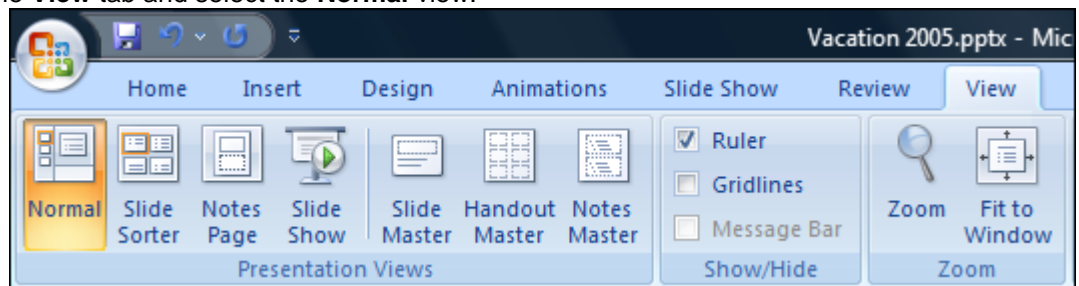 View tab and select the Normal view.
Vacation 2005.pptx - Mic
Home Insert Design Animations Slide Show Review View
Normal Slide Sorter Notes Page Slide Show Slide Master Handout Master Notes Master
Ruler
Gridlines
Message Bar
Zoom Fit to Window
Presentation Views Show/Hide Zoom